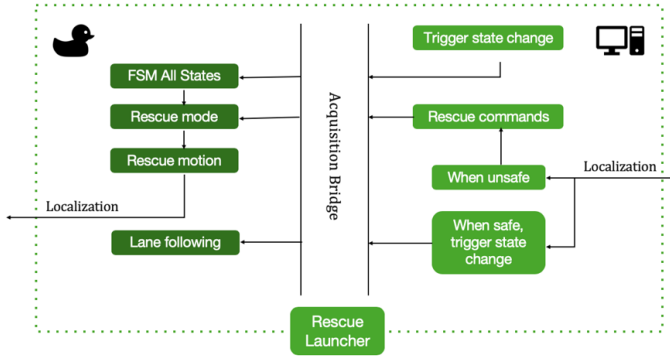 Trigger state change
FSM All States
Rescue mode
Rescue commands
Rescue motion
When unsafe
Localization
Localization
Lane following
When safe,
trigger state
change
Acquisition Bridge
Rescue
Launcher